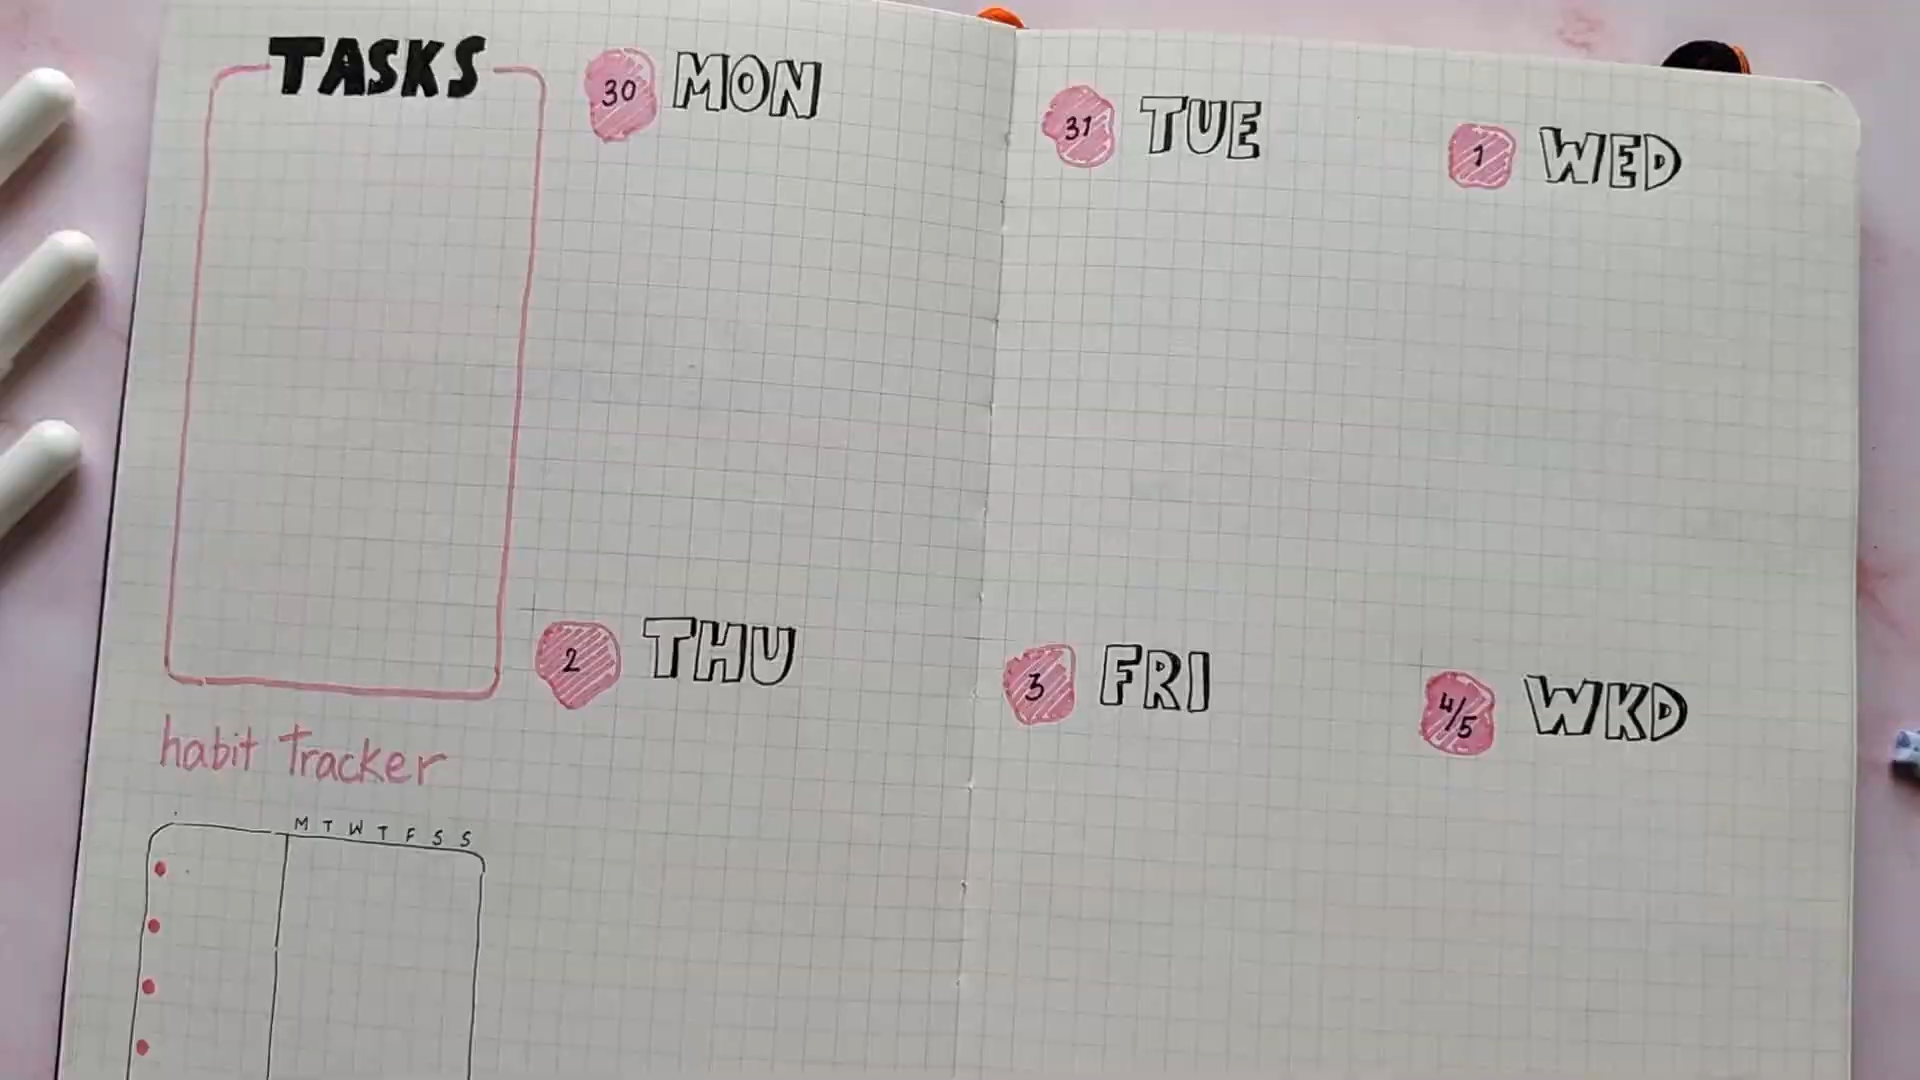 TASKS
30 MON
31 TUE
1 WED
2 THU
3 FRI
4/5 WKD
habit Tracker
M T W T F S S